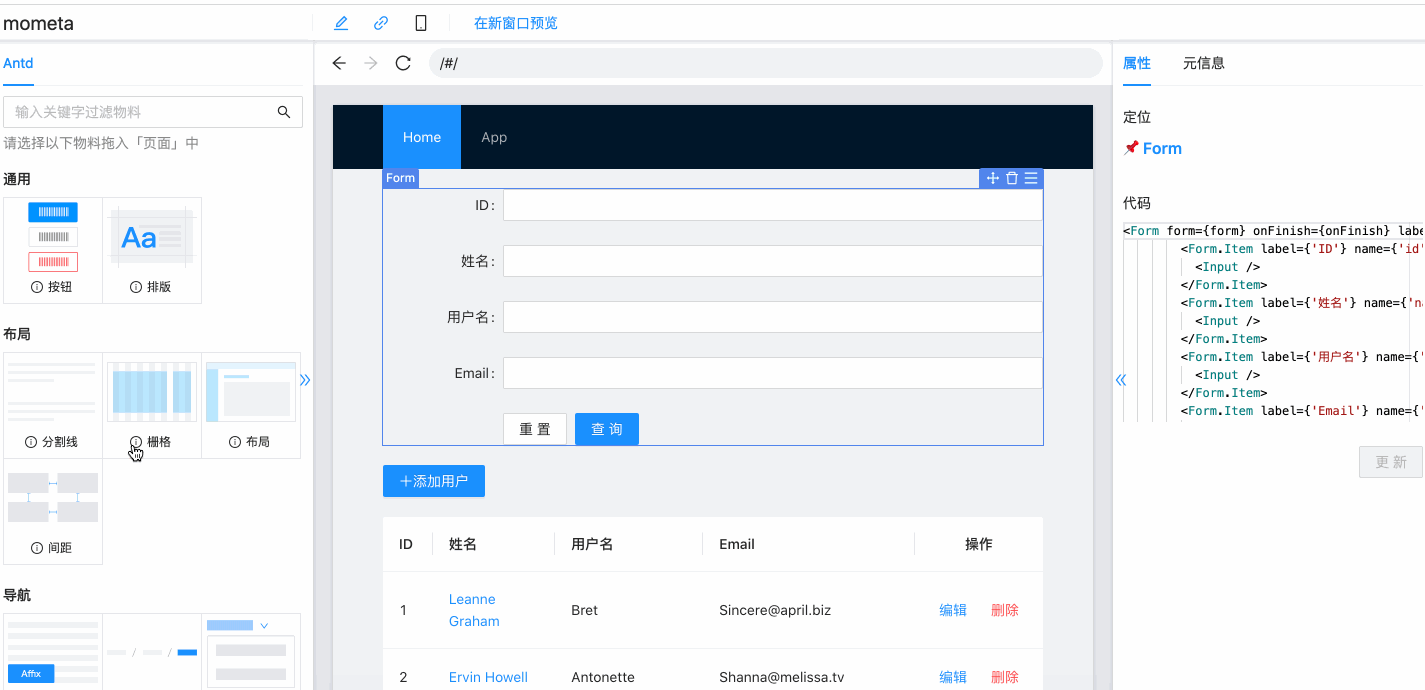 mometa
在新窗口预览
Antd
输入关键字过滤物料
请选择以下物料拖入「页面」中
通用
Aa
按钮
排版
布局
分割线
栅格
布局
间距
导航
Affix
/ /
/#/
Home
App
Form
ID:
姓名:
用户名:
Email:
重 置
查 询
+添加用户
ID 姓名 用户名 Email 操作
1 Leanne Graham Bret Sincere@april.biz 编辑 删除
2 Ervin Howell Antonette Shanna@melissa.tv 编辑 删除
属性
元信息
定位
Form
代码
<Form form={form} onFinish={onFinish} labe
<Form.Item label={'ID'} name={'id'
<Input />
</Form.Item>
<Form.Item label={'姓名'} name={'na
<Input />
</Form.Item>
<Form.Item label={'用户名'} name={'
<Input />
</Form.Item>
<Form.Item label={'Email'} name={'
更 新